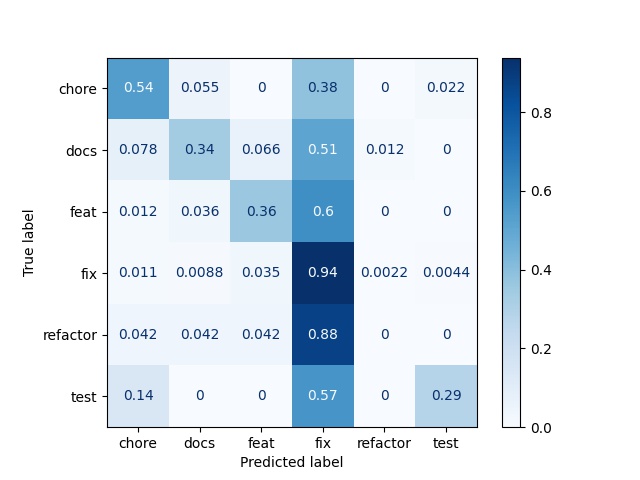 chore 0.54 0.055 0 0.38 0 0.022
docs 0.078 0.34 0.066 0.51 0.012 0
feat 0.012 0.036 0.36 0.6 0 0
fix 0.011 0.0088 0.035 0.94 0.0022 0.0044
refactor 0.042 0.042 0.042 0.88 0 0
test 0.14 0 0 0.57 0 0.29
chore docs feat fix refactor test
Predicted label
True label
0.8
0.6
0.4
0.2
0.0